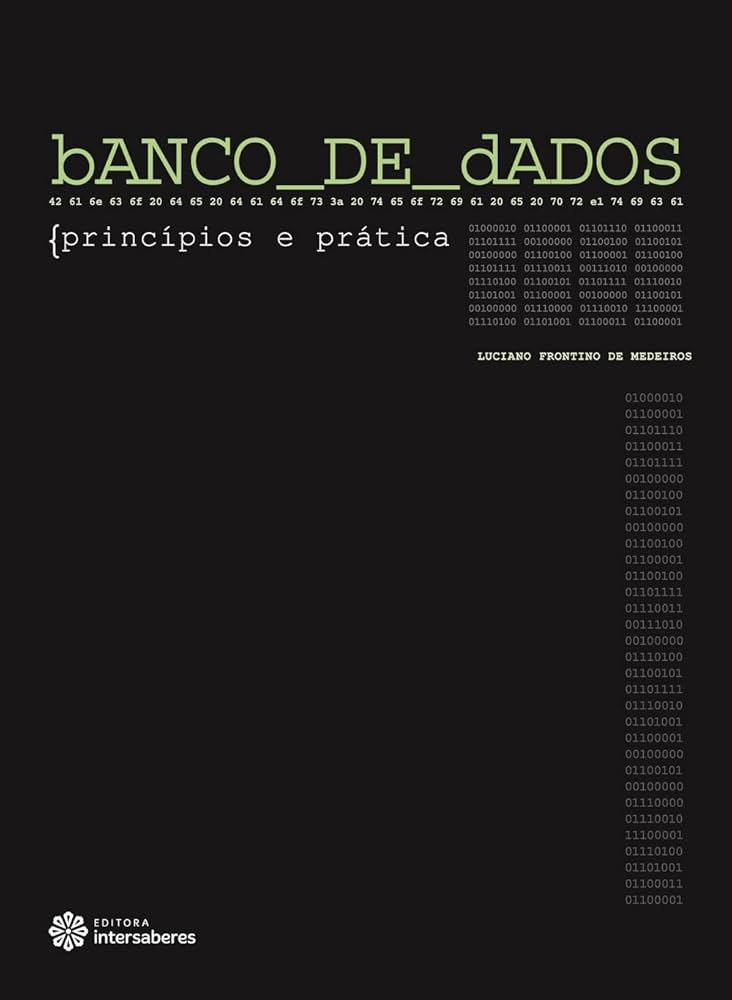 bANCO_DE_dADOS
42 61 6e 63 6f 20 64 65 20 64 61 64 6f 73 3a 20 74 65 6f 72 69 61 20 65 20 70 72 e1 74 69 63 61
{princípios e prática
01000010 01100001 01101110 01100011
01101111 00100000 01100100 01100101
00100000 01100100 01100001 01100100
01101111 01110011 00111010 00100000
01110100 01100101 01101111 01110010
01101001 01100001 00100000 01100101
00100000 01110000 01110010 11100001
01110100 01101001 01100011 01100001
LUCIANO FRONTINO DE MEDEIROS
01000010
01100001
01101110
01100011
01101111
00100000
01100100
01100101
00100000
01100100
01100001
01100100
01101111
01110011
00111010
00100000
01110100
01100101
01101111
01110010
01101001
01100001
00100000
01100101
00100000
01110000
01110010
11100001
01110100
01101001
01100011
01100001
EDITORA
intersaberes